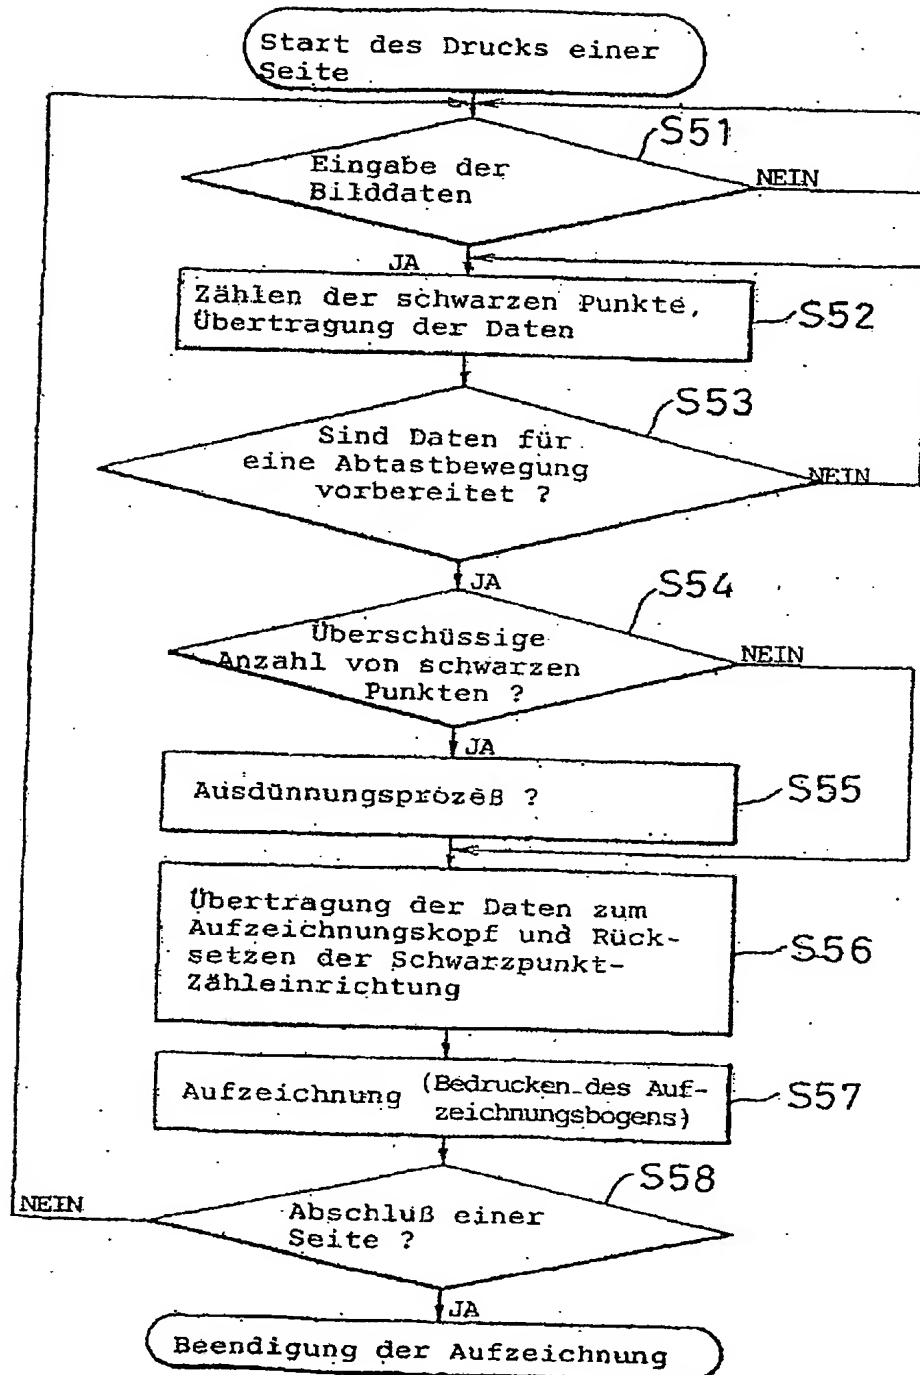 Start des Drucks einer
Seite
S51
Eingabe der
Bilddaten
NEIN
JA
Zählen der schwarzen Punkte,
Übertragung der Daten
S52
S53
Sind Daten für
eine Abtastbewegung
vorbereitet ?
NEIN
JA
S54
Überschüssige
Anzahl von schwarzen
Punkten ?
NEIN
JA
Ausdünnungsprozeß ?
S55
Übertragung der Daten zum
Aufzeichnungskopf und Rück-
setzen der Schwarzpunkt-
Zähleinrichtung
S56
Aufzeichnung (Bedrucken des Auf-
zeichnungsbogens)
S57
S58
NEIN
Abschluß einer
Seite ?
JA
Beendigung der Aufzeichnung